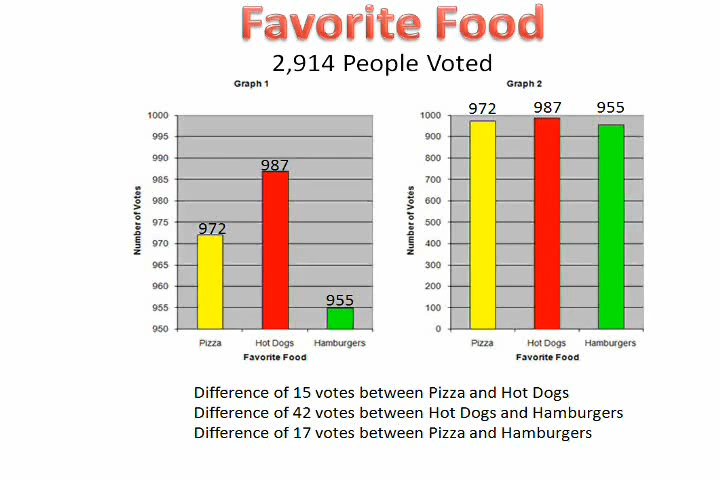 Favorite Food
2,914 People Voted
Graph 1
1000
995
990
985
980
975
970
965
960
955
950
Number of Votes
972
987
955
Pizza
Hot Dogs
Hamburgers
Favorite Food
Graph 2
1000
900
800
700
600
500
400
300
200
100
0
Number of Votes
972
987
955
Pizza
Hot Dogs
Hamburgers
Favorite Food
Difference of 15 votes between Pizza and Hot Dogs
Difference of 42 votes between Hot Dogs and Hamburgers
Difference of 17 votes between Pizza and Hamburgers